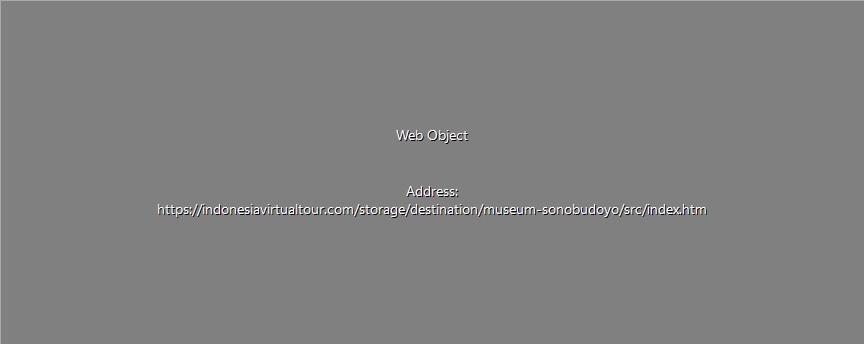 Web Object
Address:
https://indonesiavirtualtour.com/storage/destination/museum-sonobudoyo/src/index.htm